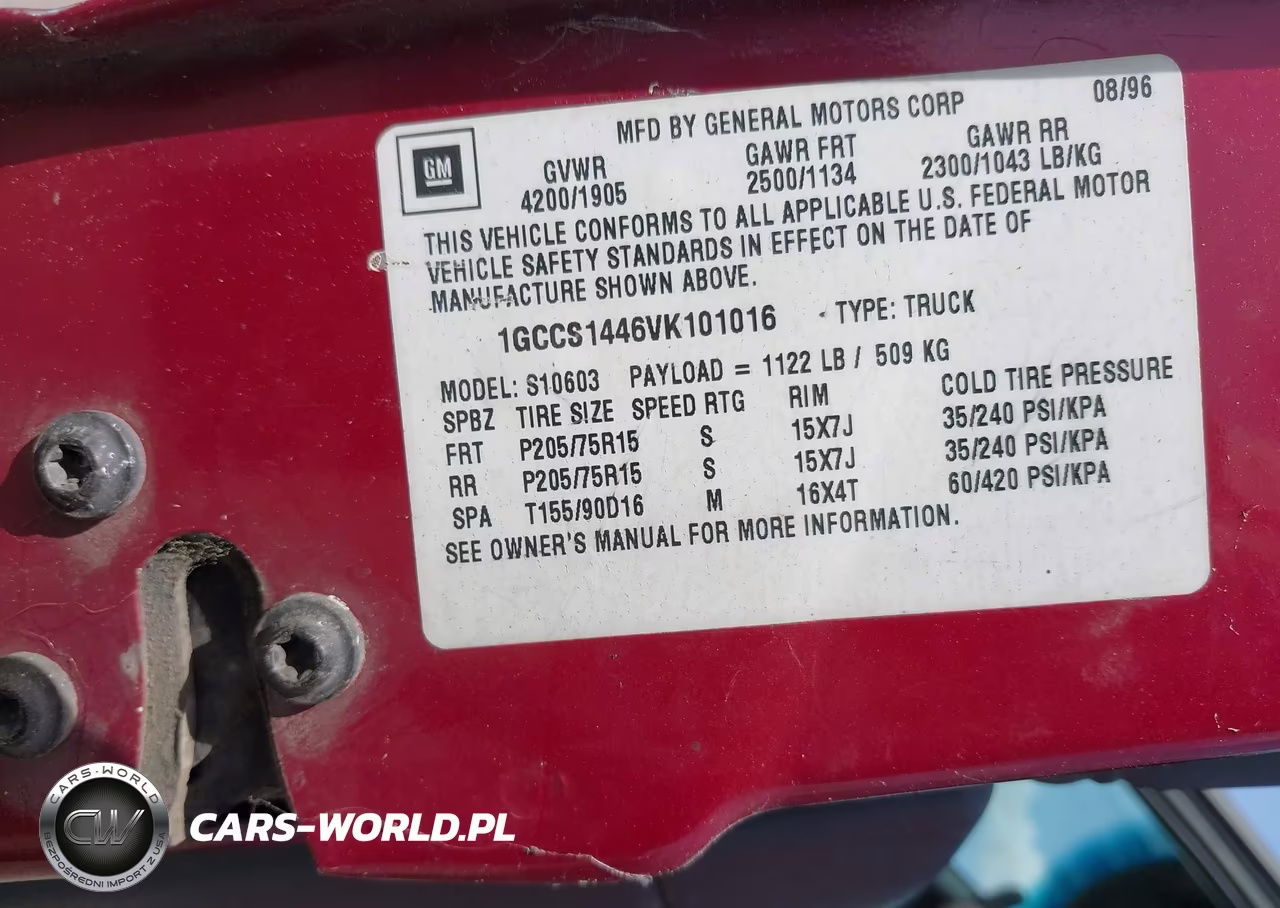 MFD BY GENERAL MOTORS CORP 08/96
GM
GVWR GAWR FRT GAWR RR
4200/1905 2500/1134 2300/1043 LB/KG
THIS VEHICLE CONFORMS TO ALL APPLICABLE U.S. FEDERAL MOTOR
VEHICLE SAFETY STANDARDS IN EFFECT ON THE DATE OF
MANUFACTURE SHOWN ABOVE.
1GCCS1446VK101016 TYPE: TRUCK
MODEL: S10603 PAYLOAD = 1122 LB / 509 KG
SPBZ TIRE SIZE SPEED RTG RIM COLD TIRE PRESSURE
FRT P205/75R15 S 15X7J 35/240 PSI/KPA
RR P205/75R15 S 15X7J 35/240 PSI/KPA
SPA T155/90D16 M 16X4T 60/420 PSI/KPA
SEE OWNER'S MANUAL FOR MORE INFORMATION.
CARS-WORLD
CW
BEZPOŚREDNI IMPORT Z USA
CARS-WORLD.PL